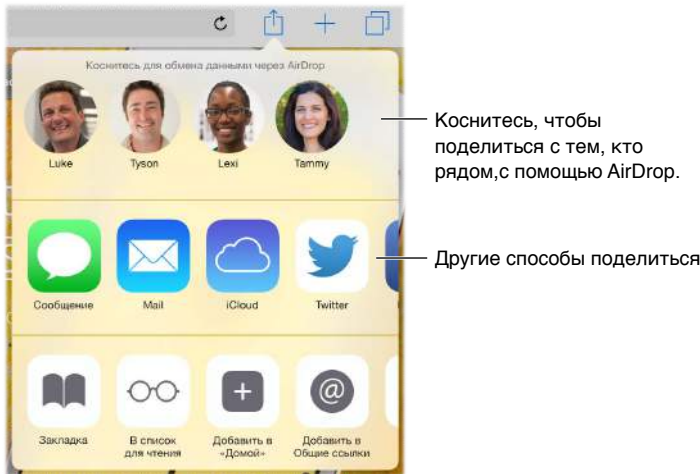 Коснитесь для обмена данными через AirDrop
Luke
Tyson
Lexi
Tammy
Коснитесь, чтобы
поделиться с тем, кто
рядом,с помощью AirDrop.
Сообщение
Mail
iCloud
Twitter
Другие способы поделиться
Закладка
В список
для чтения
Добавить в
«Домой»
Добавить в
Общие ссылки